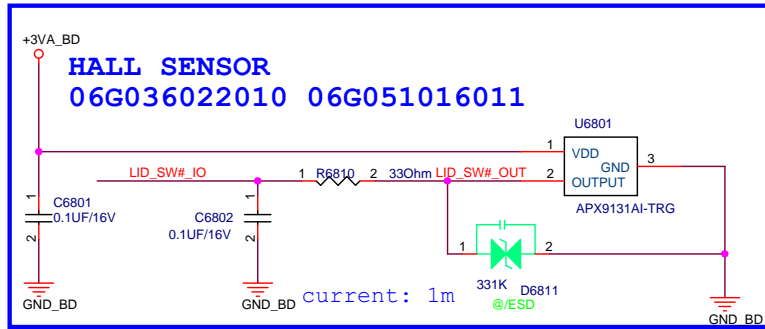 +3VA_BD
HALL SENSOR
06G036022010 06G051016011
U6801
1 VDD
GND 3
2 OUTPUT
APX9131AI-TRG
LID_SW#_IO
1 R6810 2 33Ohm LID_SW#_OUT
1 C6801
0.1UF/16V
2
1
C6802
0.1UF/16V
2
1 2
331K D6811
@/ESD
GND_BD
GND_BD current: 1m
GND_BD